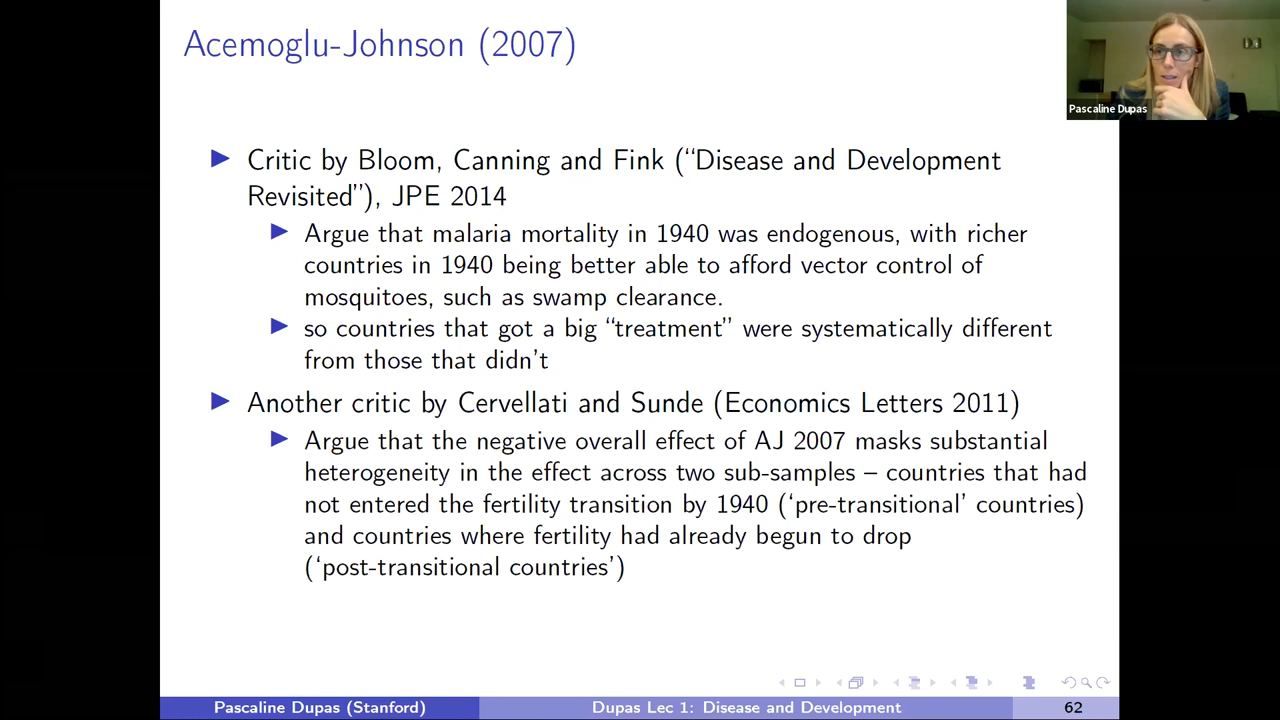 Acemoglu-Johnson (2007)
Pascaline Dupas
Critic by Bloom, Canning and Fink (“Disease and Development
Revisited”), JPE 2014
Argue that malaria mortality in 1940 was endogenous, with richer
countries in 1940 being better able to afford vector control of
mosquitoes, such as swamp clearance.
so countries that got a big “treatment” were systematically different
from those that didn’t
Another critic by Cervellati and Sunde (Economics Letters 2011)
Argue that the negative overall effect of AJ 2007 masks substantial
heterogeneity in the effect across two sub-samples – countries that had
not entered the fertility transition by 1940 (‘pre-transitional’ countries)
and countries where fertility had already begun to drop
(‘post-transitional countries’)
Pascaline Dupas (Stanford)
Dupas Lec 1: Disease and Development
62